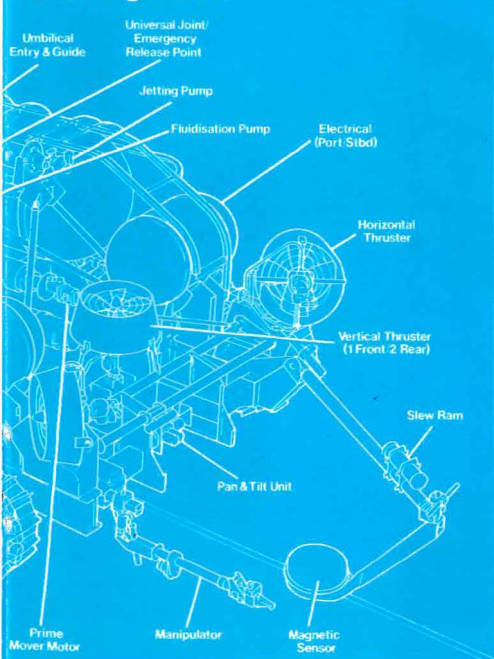 Universal Joint/
Emergency
Release Point
Umbilical
Entry & Guide
Jetting Pump
Fluidisation Pump
Electrical
(Port/Stbd)
Horizontal
Thruster
Vertical Thruster
(1 Front/2 Rear)
Slew Ram
Pan & Tilt Unit
Prime
Mover Motor
Manipulator
Magnetic
Sensor